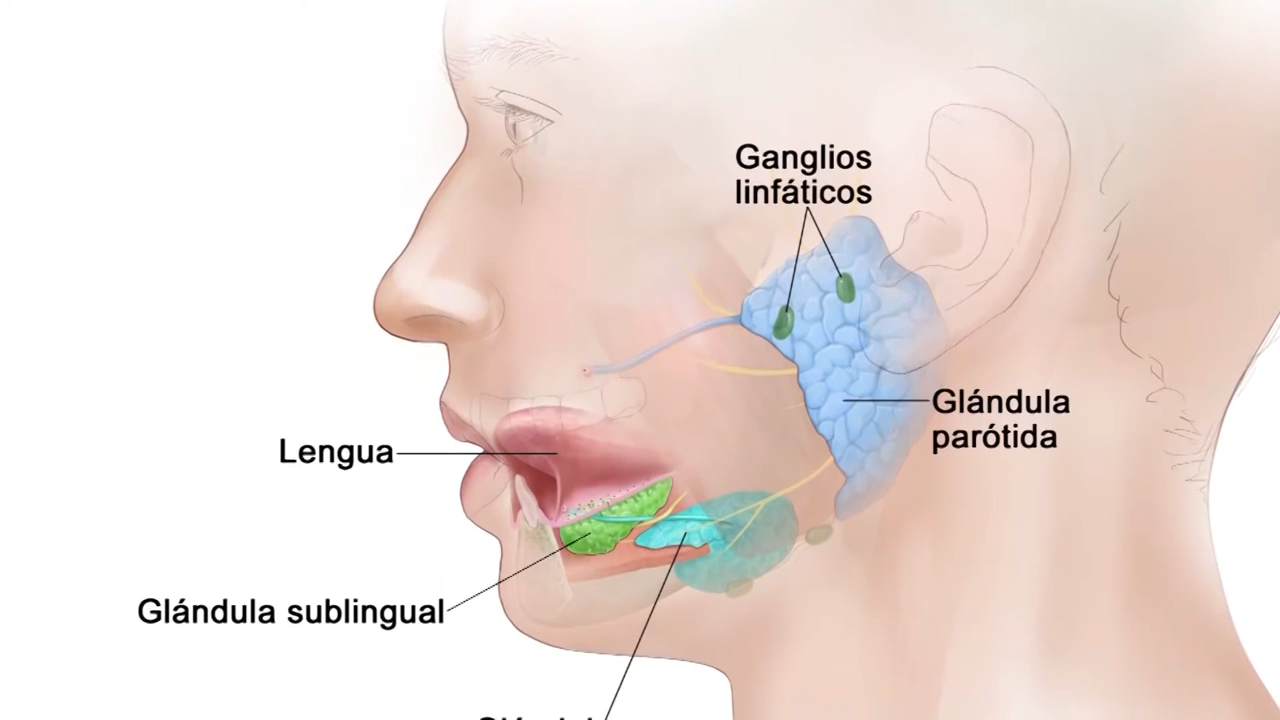 Ganglios
linfáticos
Glándula
parótida
Lengua
Glándula sublingual